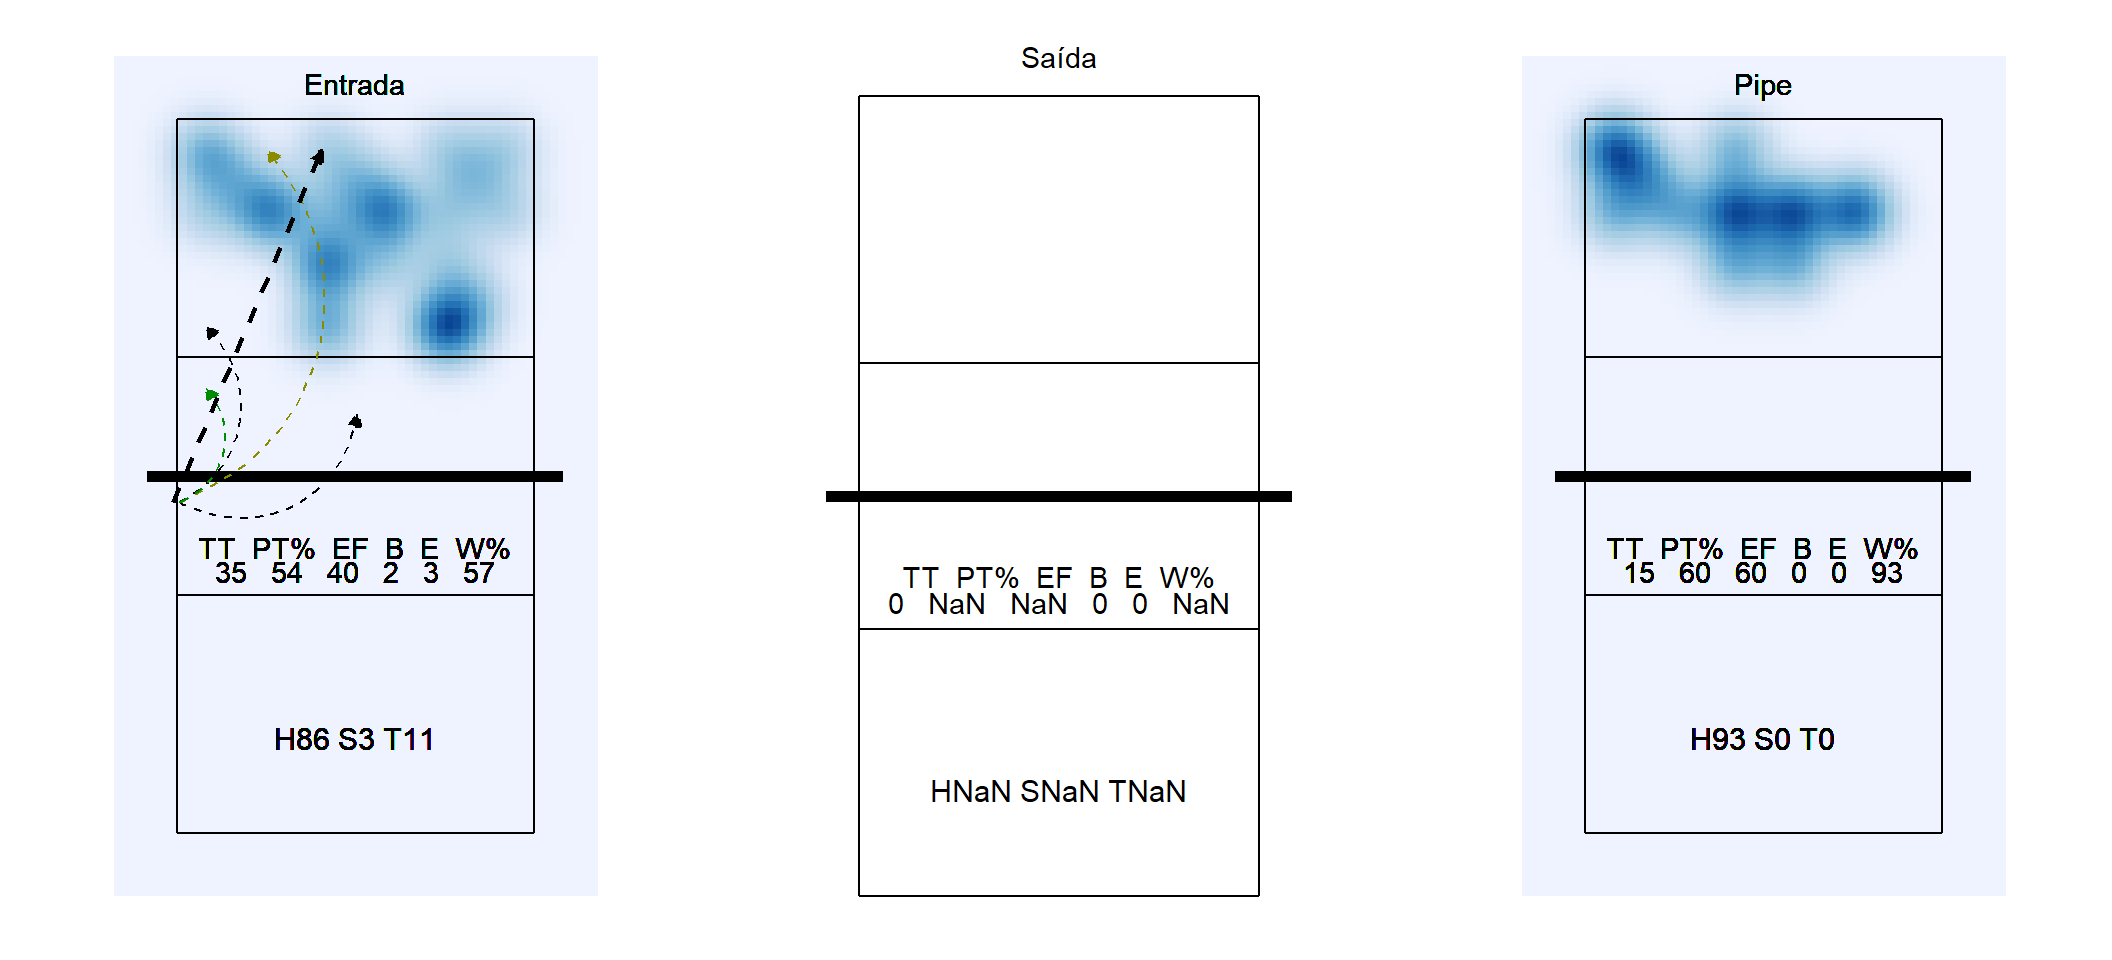 Entrada
TT PT% EF B E W%
35 54 40 2 3 57
H86 S3 T11
Saída
TT PT% EF B E W%
0 NaN NaN 0 0 NaN
HNaN SNaN TNaN
Pipe
TT PT% EF B E W%
15 60 60 0 0 93
H93 S0 T0